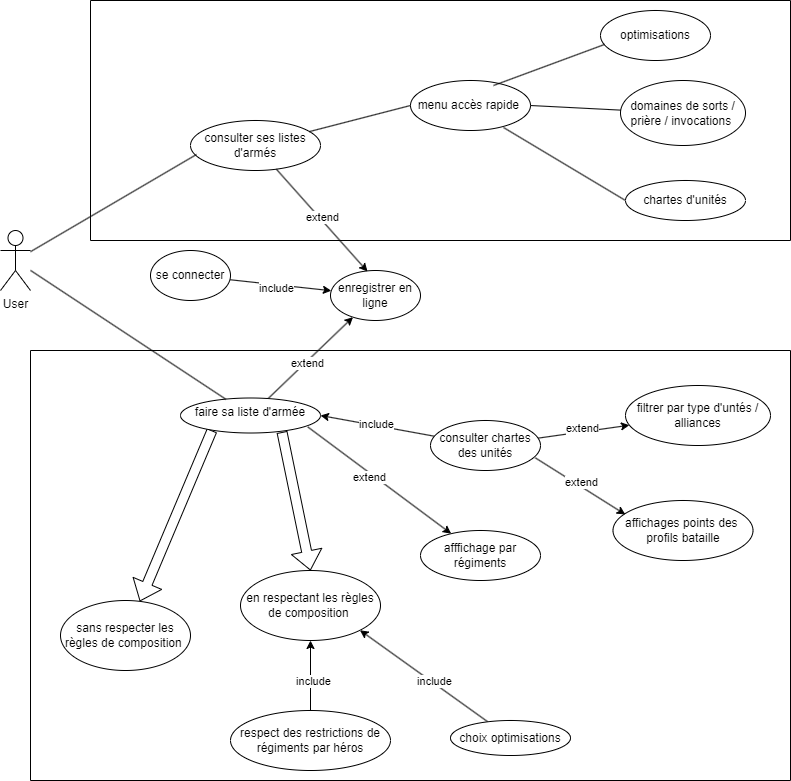 optimisations
menu accès rapide
domaines de sorts /
prière / invocations
consulter ses listes
d'armés
chartes d'unités
extend
User
se connecter
include
enregistrer en
ligne
extend
faire sa liste d'armée
include
consulter chartes
des unités
extend
filtrer par type d'untés /
alliances
extend
extend
affichages points des
profils bataille
afffichage par
régiments
sans respecter les
règles de composition
en respectant les règles
de composition
include
include
respect des restrictions de
régiments par héros
choix optimisations